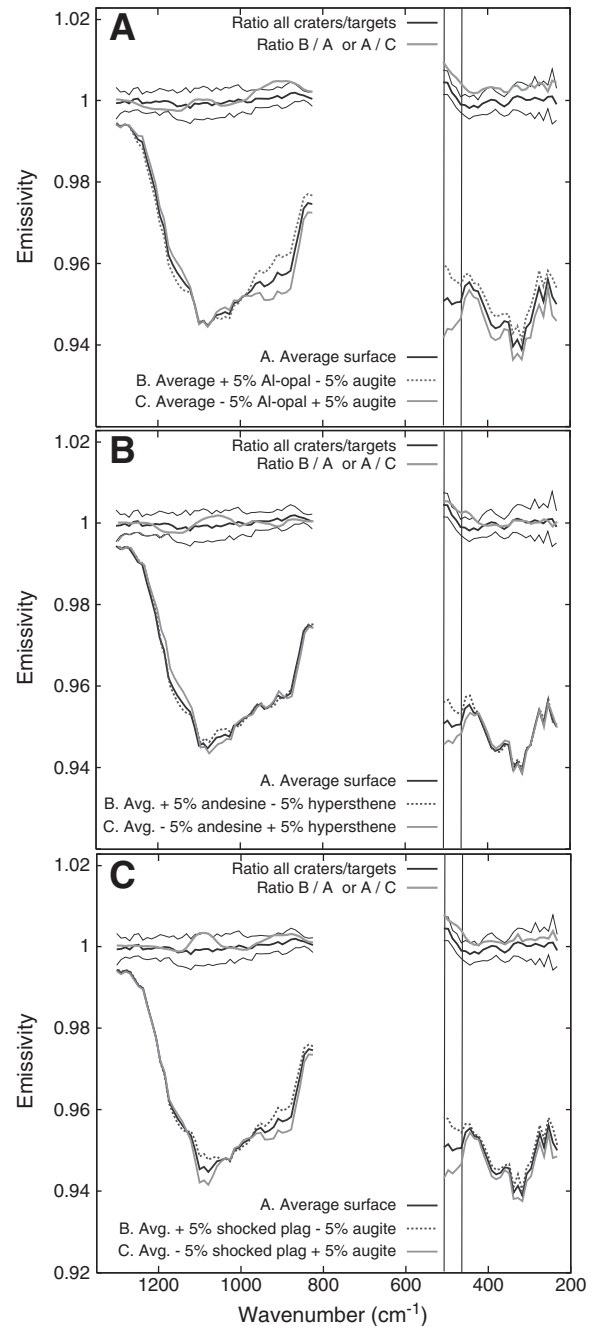 A
1.02
Ratio all craters/targets
Ratio B / A or A / C
1
0.98
Emissivity
0.96
0.94
A. Average surface
B. Average + 5% Al-opal - 5% augite
C. Average - 5% Al-opal + 5% augite
B
1.02
Ratio all craters/targets
Ratio B / A or A / C
1
0.98
Emissivity
0.96
0.94
A. Average surface
B. Avg. + 5% andesine - 5% hypersthene
C. Avg. - 5% andesine + 5% hypersthene
C
1.02
Ratio all craters/targets
Ratio B / A or A / C
1
0.98
Emissivity
0.96
0.94
A. Average surface
B. Avg. + 5% shocked plag - 5% augite
C. Avg. - 5% shocked plag + 5% augite
0.92
1200 1000 800 600 400 200
Wavenumber (cm-1)